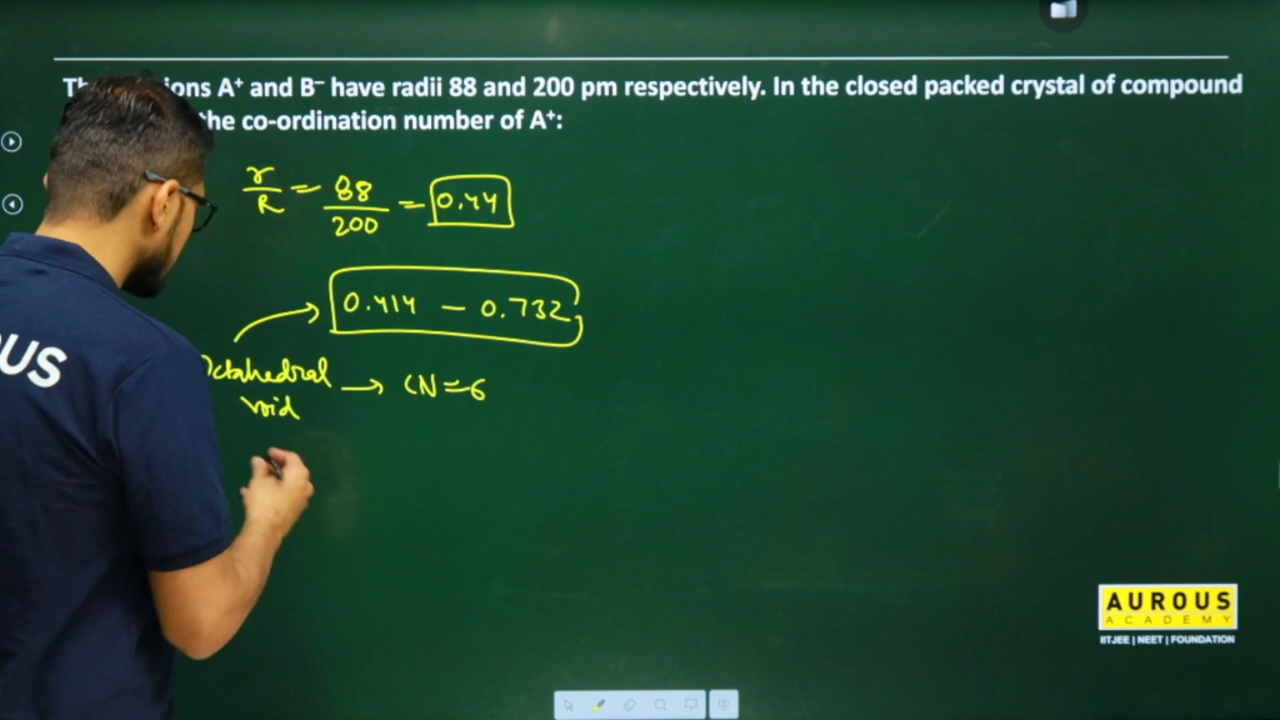 ions A⁺ and B⁻ have radii 88 and 200 pm respectively. In the closed packed crystal of compound
the co-ordination number of A⁺:
r/R = 88/200 = 0.44
0.414 – 0.732
Octahedral → CN=6
void
US
AUROUS
ACADEMY
IITJEE | NEET | FOUNDATION